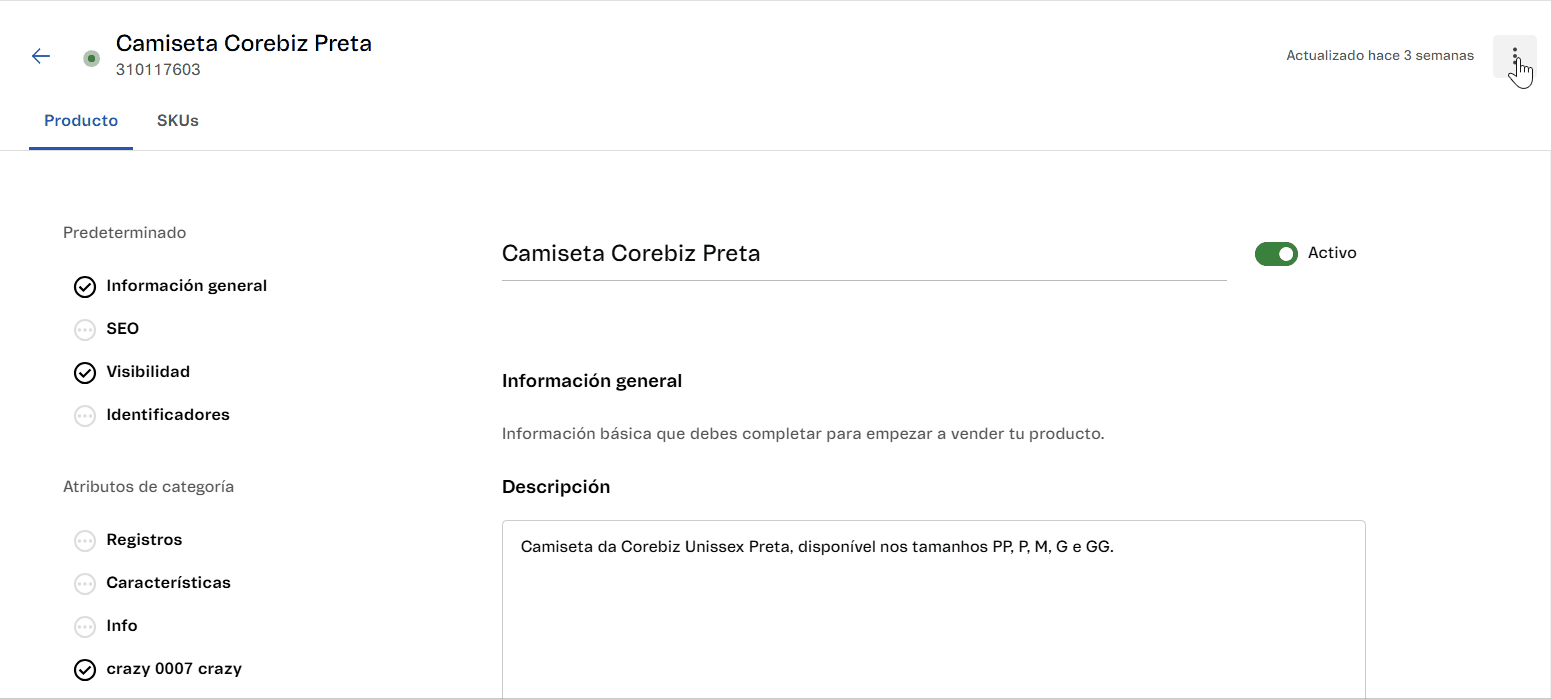 Camiseta Corebiz Preta
310117603
Actualizado hace 3 semanas
Producto
SKUs
Predeterminado
Información general
SEO
Visibilidad
Identificadores
Atributos de categoría
Registros
Características
Info
crazy 0007 crazy
Camiseta Corebiz Preta
Activo
Información general
Información básica que debes completar para empezar a vender tu producto.
Descripción
Camiseta da Corebiz Unissex Preta, disponível nos tamanhos PP, P, M, G e GG.